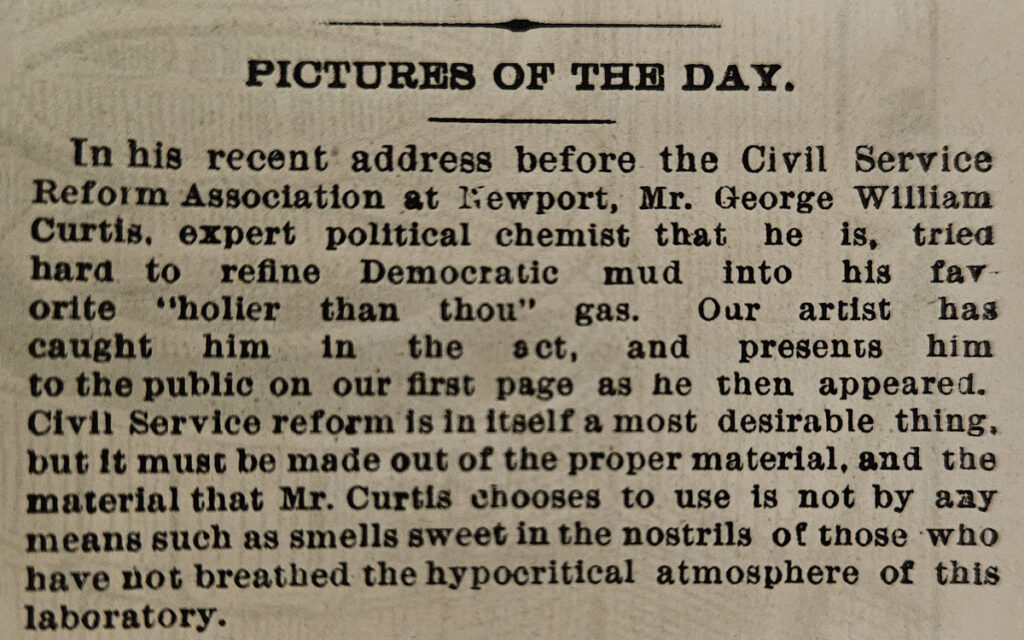 PICTURES OF THE DAY.
In his recent address before the Civil Service
Reform Association at Newport, Mr. George William
Curtis, expert political chemist that he is, tried
hard to refine Democratic mud into his fav-
orite "holier than thou" gas. Our artist has
caught him in the act, and presents him
to the public on our first page as he then appeared.
Civil Service reform is in itself a most desirable thing,
but it must be made out of the proper material, and the
material that Mr. Curtis chooses to use is not by any
means such as smells sweet in the nostrils of those who
have not breathed the hypocritical atmosphere of this
laboratory.